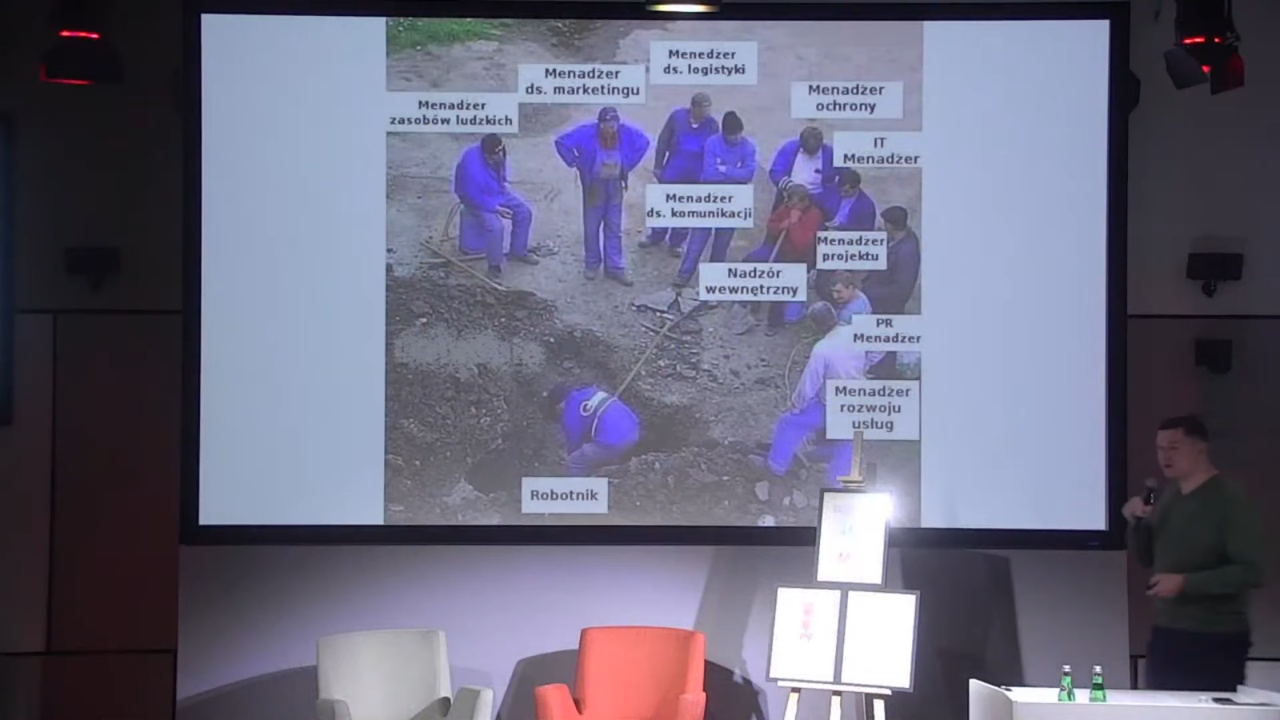 Menedżer
ds. logistyki
Menadżer
ds. marketingu
Menadżer
ochrony
Menadżer
zasobów ludzkich
IT
Menadżer
Menadżer
ds. komunikacji
Menadżer
projektu
Nadzór
wewnętrzny
PR
Menadżer
Menadżer
rozwoju
usług
Robotnik